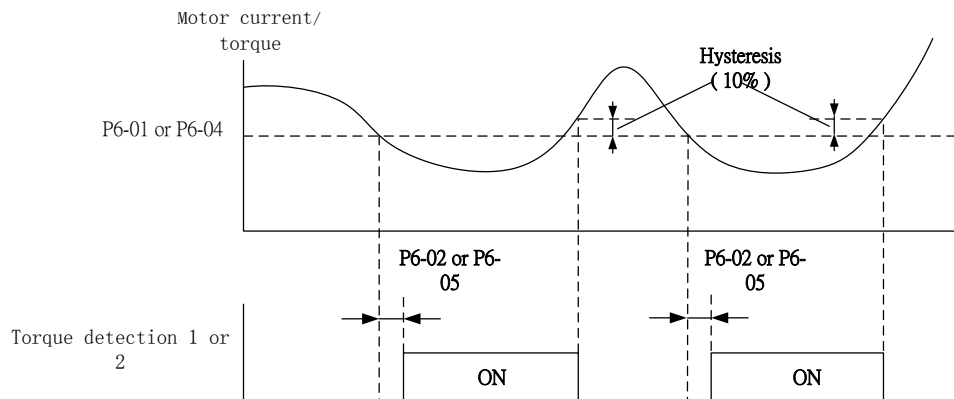 Motor current/
torque
Hysteresis
( 10% )
P6-01 or P6-04
P6-02 or P6-
05
P6-02 or P6-
05
Torque detection 1 or
2
ON
ON